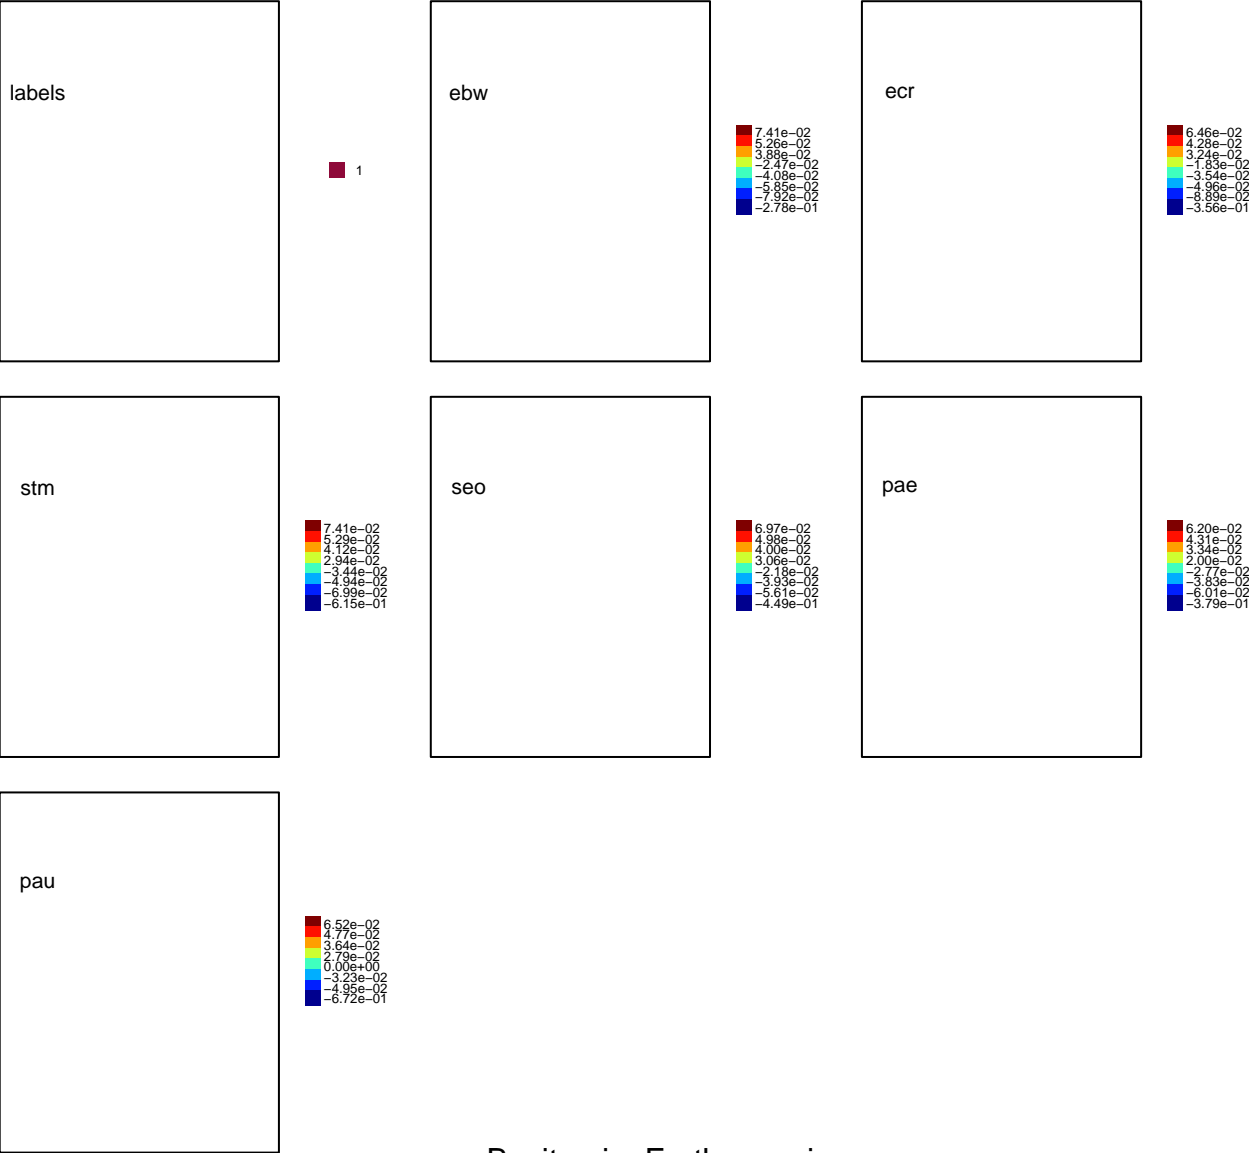 labels
1
ebw
7.41e−02
5.26e−02
3.88e−02
−2.47e−02
−4.08e−02
−5.85e−02
−7.92e−02
−2.78e−01
ecr
6.46e−02
4.28e−02
3.24e−02
−1.83e−02
−3.54e−02
−4.96e−02
−8.89e−02
−3.56e−01
stm
7.41e−02
5.29e−02
4.12e−02
2.94e−02
−3.44e−02
−4.94e−02
−6.99e−02
−6.15e−01
seo
6.97e−02
4.98e−02
4.00e−02
3.06e−02
−2.18e−02
−3.93e−02
−5.61e−02
−4.49e−01
pae
6.20e−02
4.31e−02
3.34e−02
2.00e−02
−2.77e−02
−3.83e−02
−6.01e−02
−3.79e−01
pau
6.52e−02
4.77e−02
3.64e−02
2.79e−02
0.00e+00
−3.23e−02
−4.95e−02
−6.72e−01